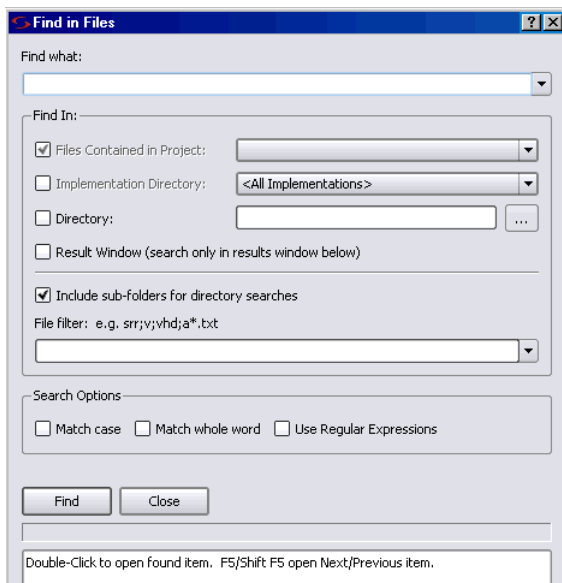 Find in Files
Find what:
Find In:
Files Contained in Project:
Implementation Directory: <All Implementations>
Directory: ...
Result Window (search only in results window below)
Include sub-folders for directory searches
File filter: e.g. srr;v;vhd;a*.txt
Search Options
Match case Match whole word Use Regular Expressions
Find Close
Double-Click to open found item. F5/Shift F5 open Next/Previous item.